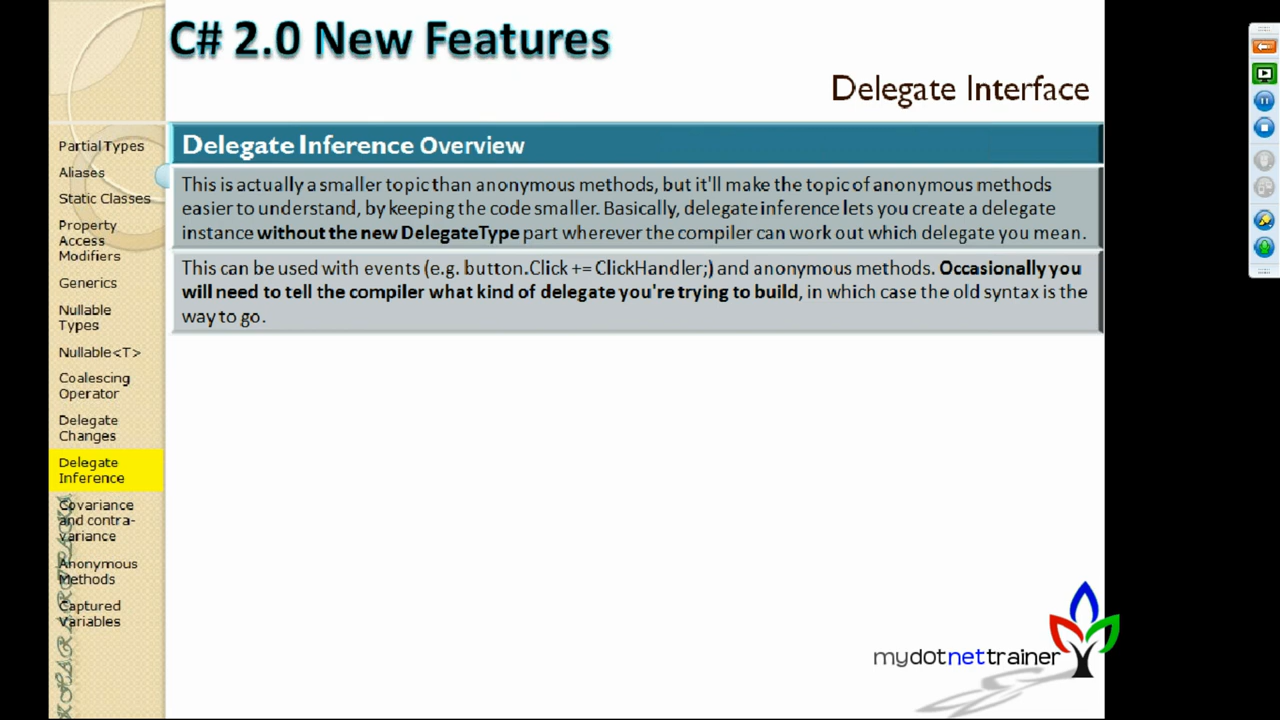 C# 2.0 New Features
Delegate Interface
Partial Types
Aliases
Static Classes
Property
Access
Modifiers
Generics
Nullable
Types
Nullable<T>
Coalescing
Operator
Delegate
Changes
Delegate
Inference
Covariance
and contra-
variance
Anonymous
Methods
Captured
Variables
Delegate Inference Overview
This is actually a smaller topic than anonymous methods, but it'll make the topic of anonymous methods
easier to understand, by keeping the code smaller. Basically, delegate inference lets you create a delegate
instance without the new DelegateType part wherever the compiler can work out which delegate you mean.
This can be used with events (e.g. button.Click += ClickHandler;) and anonymous methods. Occasionally you
will need to tell the compiler what kind of delegate you're trying to build, in which case the old syntax is the
way to go.
mydotnettrainer